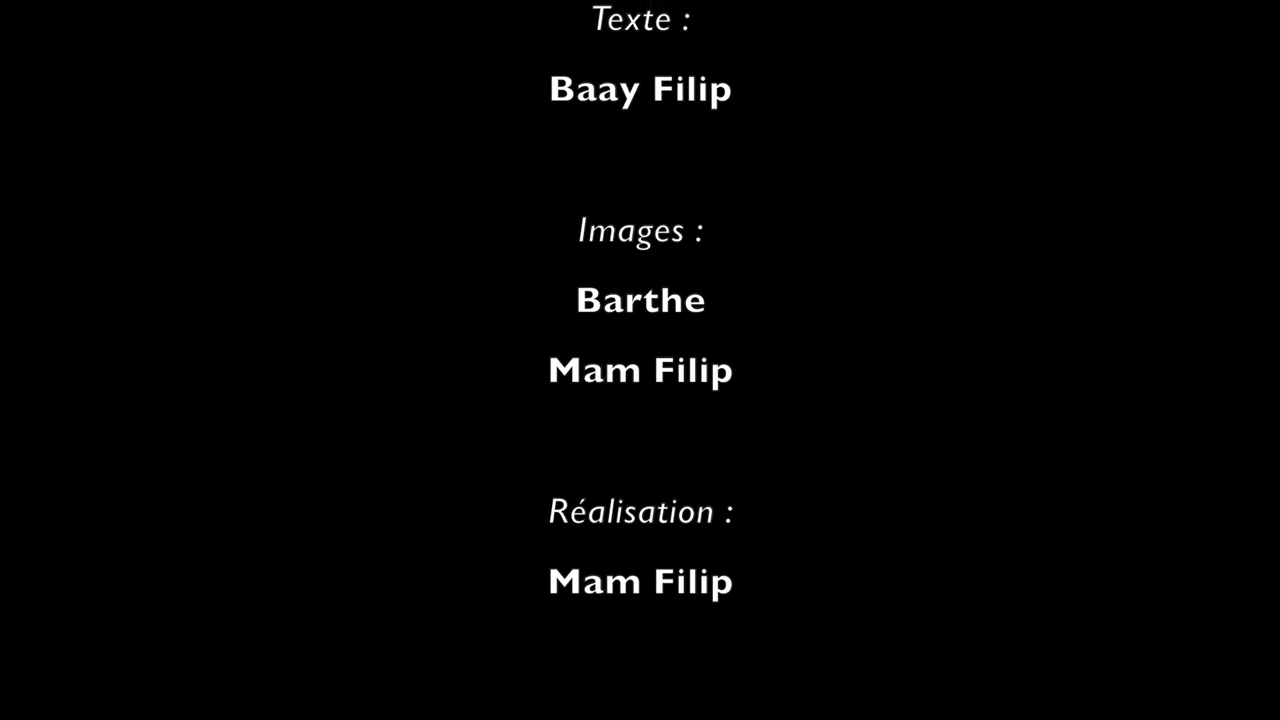 Texte :
Baay Filip
Images :
Barthe
Mam Filip
Réalisation :
Mam Filip